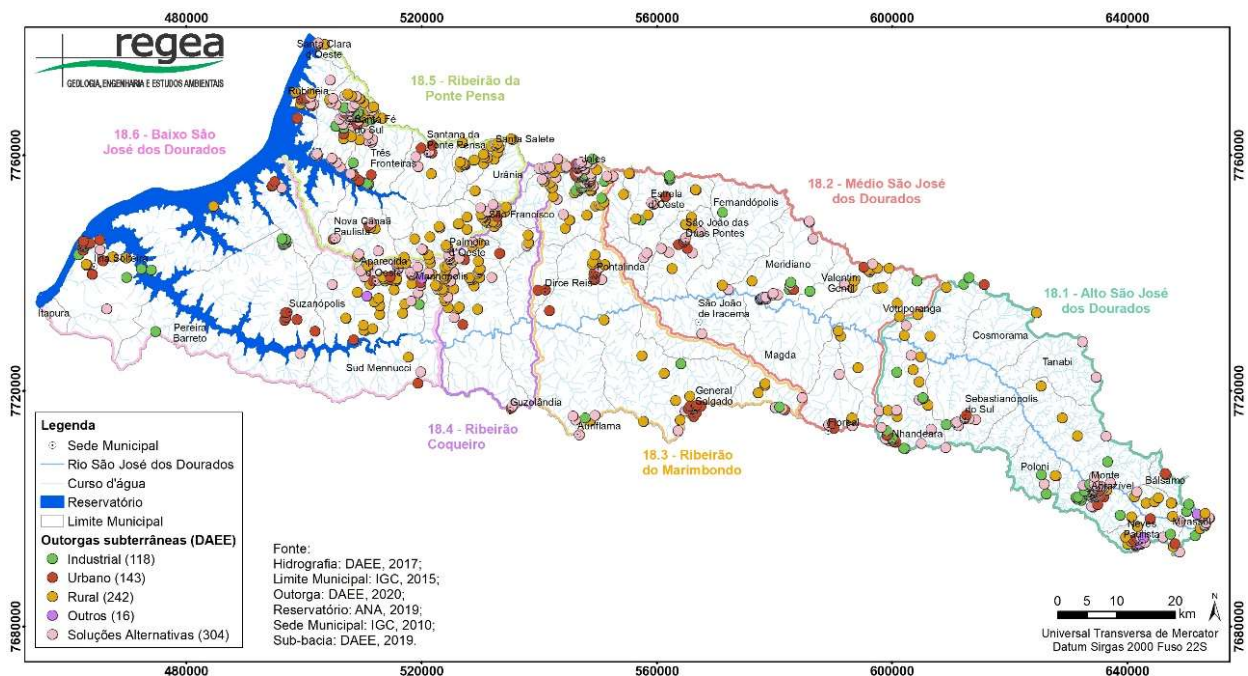 480000 520000 560000 600000 640000
regea
GEOLOGIA, ENGENHARIA E ESTUDOS AMBIENTAIS
Santa Clara
d'Oeste
18.5 - Ribeirão da
Ponte Pensa
Rubinéia
Santa Fé
do Sul
18.6 - Baixo São
José dos Dourados
Santana da
Ponte Pensa
Santa Salete
Três
Fronteiras
7760000
7760000
Urânia
Jales
18.2 - Médio São José
dos Dourados
Estrela
d'Oeste
Fernandópolis
Nova Canaã
Paulista
São Francisco
São João das
Duas Pontes
Palmeira
d'Oeste
Ilha Solteira
Aparecida
d'Oeste
Marinópolis
Pontalinda
Meridiano
Valentim
Gentil
Dirce Reis
18.1 - Alto São José
dos Dourados
Suzanápolis
Itapura
São João
de Iracema
Votuporanga
Pereira
Barreto
Cosmorama
Tanabi
Magda
Sud Mennucci
7720000
7720000
General
Salgado
Sebastianópolis
do Sul
Guzolândia
Auriflama
Floreal
Nhandeara
18.4 - Ribeirão
Coqueiro
18.3 - Ribeirão
do Marimbondo
Poloni
Monte
Aprazível
Bálsamo
Neves
Paulista
Mirassol
Legenda
Sede Municipal
Rio São José dos Dourados
Curso d'água
Reservatório
Limite Municipal
Outorgas subterrâneas (DAEE)
Industrial (118)
Urbano (143)
Rural (242)
Outros (16)
Soluções Alternativas (304)
Fonte:
Hidrografia: DAEE, 2017;
Limite Municipal: IGC, 2015;
Outorga: DAEE, 2020;
Reservatório: ANA, 2019;
Sede Municipal: IGC, 2010;
Sub-bacia: DAEE, 2019.
N
0 5 10 20
km
Universal Transversa de Mercator
Datum Sirgas 2000 Fuso 22S
7680000
7680000
480000 520000 560000 600000 640000